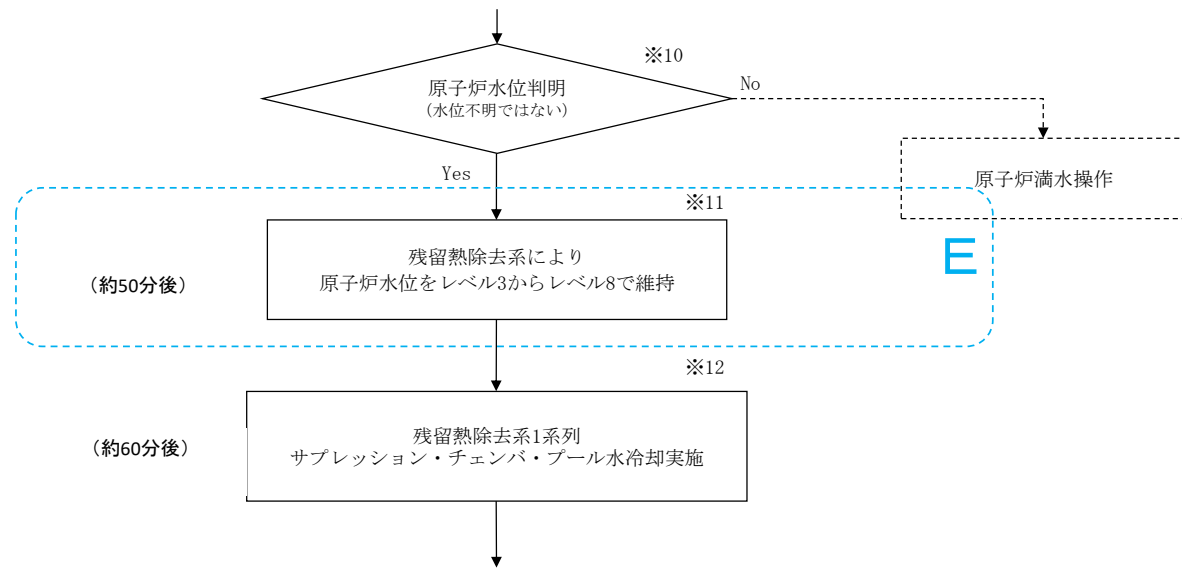 ※10
原子炉水位判明
(水位不明ではない)
No
原子炉満水操作
Yes
※11
E
残留熱除去系により
原子炉水位をレベル3からレベル8で維持
（約50分後）
※12
残留熱除去系1系列
サプレッション・チェンバ・プール水冷却実施
（約60分後）